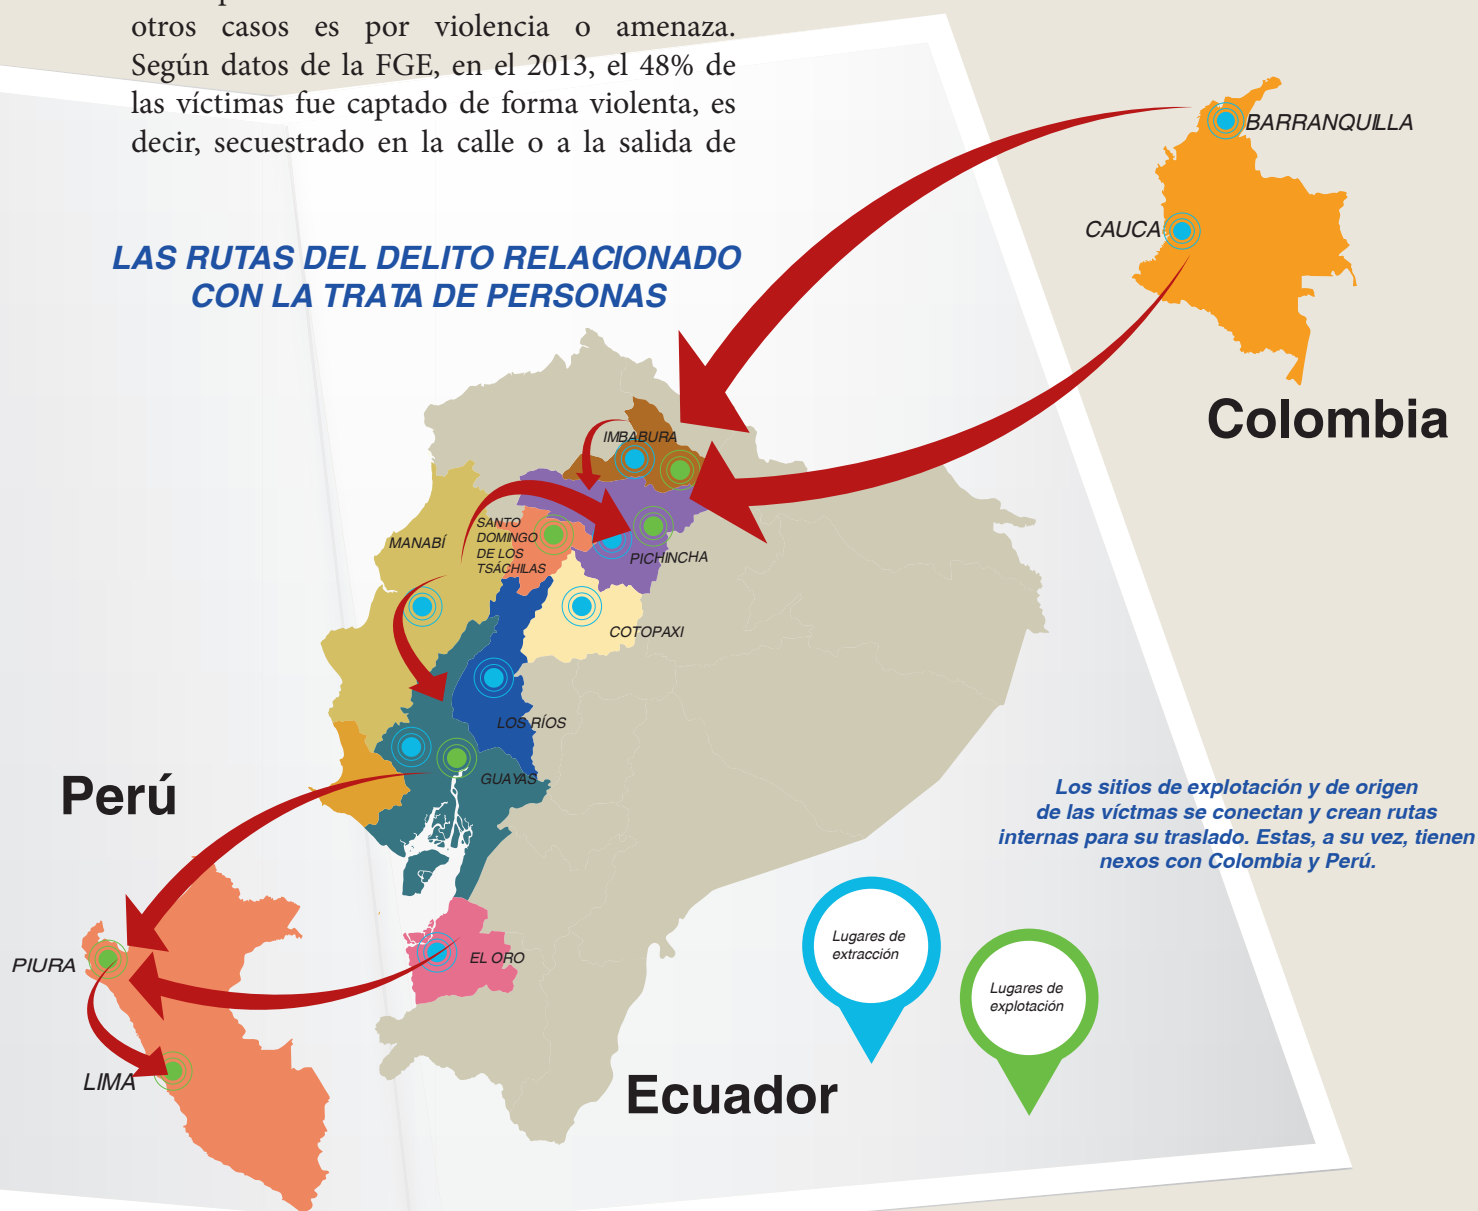 otros casos es por violencia o amenaza.
Según datos de la FGE, en el 2013, el 48% de
las víctimas fue captado de forma violenta, es
decir, secuestrado en la calle o a la salida de
LAS RUTAS DEL DELITO RELACIONADO
CON LA TRATA DE PERSONAS
BARRANQUILLA
CAUCA
Colombia
IMBABURA
MANABÍ
SANTO
DOMINGO
DE LOS
TSÁCHILAS
PICHINCHA
COTOPAXI
LOS RÍOS
GUAYAS
Perú
Los sitios de explotación y de origen
de las víctmas se conectan y crean rutas
internas para su traslado. Estas, a su vez, tienen
nexos con Colombia y Perú.
Lugares de
extracción
Lugares de
explotación
EL ORO
PIURA
LIMA
Ecuador